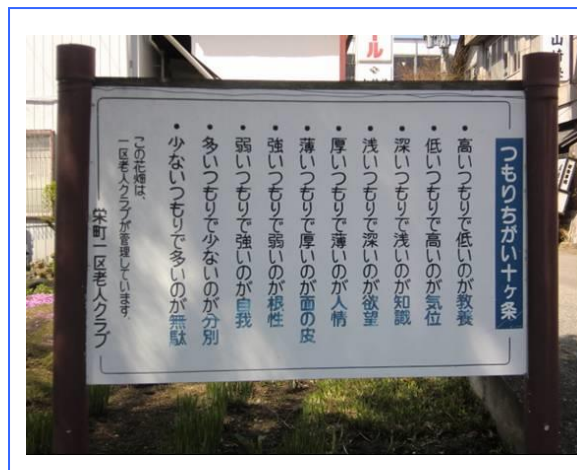 つもりちがい十ヶ条
・高いつもりで低いのが教養
・低いつもりで高いのが気位
・深いつもりで浅いのが知識
・浅いつもりで深いのが欲望
・厚いつもりで薄いのが人情
・薄いつもりで厚いのが面の皮
・強いつもりで弱いのが根性
・弱いつもりで強いのが自我
・多いつもりで少ないのが分別
・少ないつもりで多いのが無駄
この花畑は、
一区老人クラブが管理しています。
栄町一区老人クラブ
ール
山崎